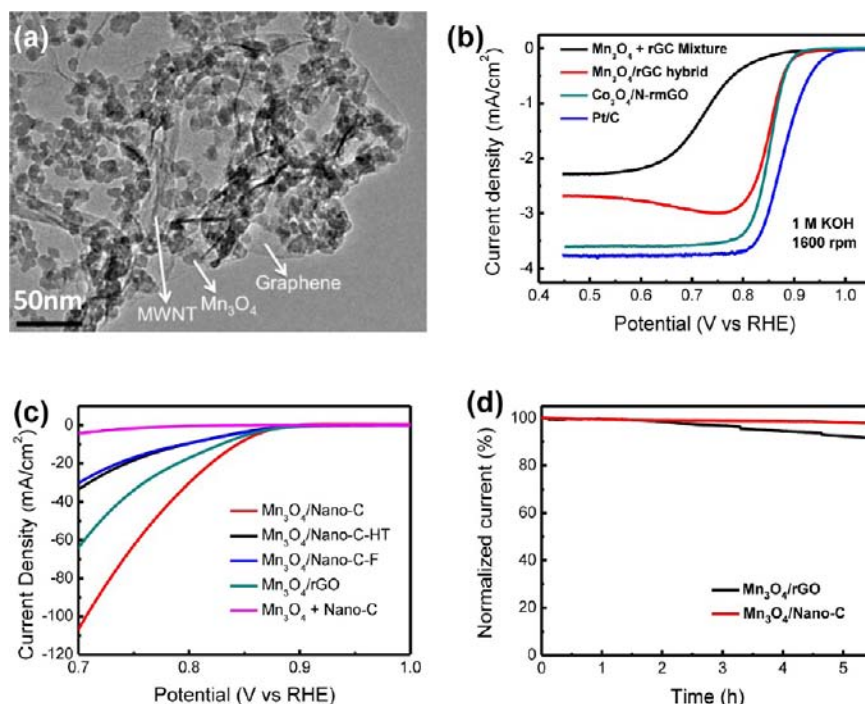 (a)
50nm
MWNT
Mn₃O₄
Graphene
(b)
Current density (mA/cm²)
0
-1
-2
-3
-4
Mn₃O₄ + rGC Mixture
Mn₃O₄/rGC hybrid
Co₃O₄/N-rmGO
Pt/C
1 M KOH
1600 rpm
0.4 0.5 0.6 0.7 0.8 0.9 1.0
Potential (V vs RHE)
(c)
Current Density (mA/cm²)
0
-20
-40
-60
-80
-100
-120
Mn₃O₄/Nano-C
Mn₃O₄/Nano-C-HT
Mn₃O₄/Nano-C-F
Mn₃O₄/rGO
Mn₃O₄ + Nano-C
0.7 0.8 0.9 1.0
Potential (V vs RHE)
(d)
Normalized current (%)
100
80
60
40
20
0
Mn₃O₄/rGO
Mn₃O₄/Nano-C
0 1 2 3 4 5
Time (h)